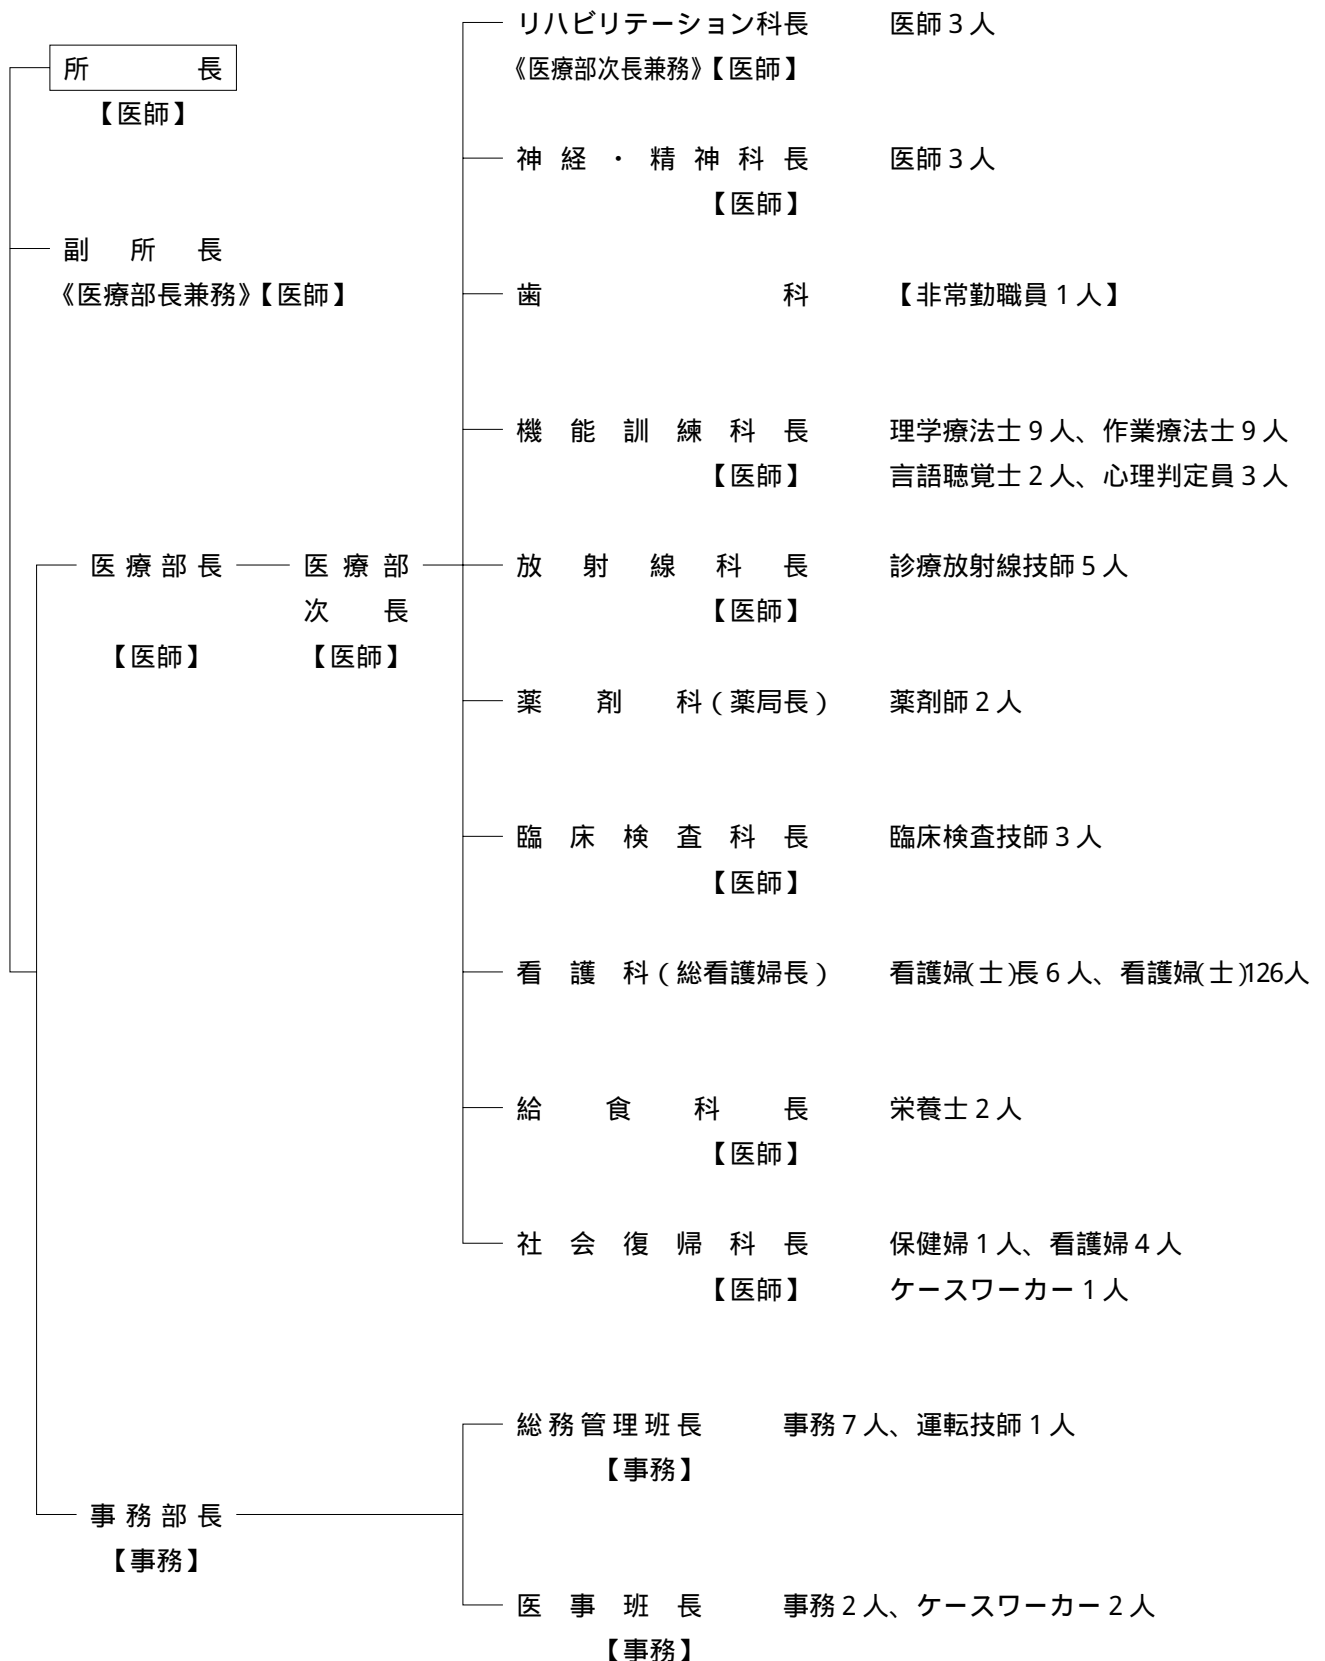 所長
【医師】
副所長
《医療部長兼務》【医師】
医療部長
【医師】
医療部
次長
【医師】
リハビリテーション科長 医師3人
《医療部次長兼務》【医師】
神経・精神科長 医師3人
【医師】
歯科 【非常勤職員1人】
機能訓練科長 理学療法士9人、作業療法士9人
【医師】 言語聴覚士2人、心理判定員3人
放射線科長 診療放射線技師5人
【医師】
薬剤科(薬局長) 薬剤師2人
臨床検査科長 臨床検査技師3人
【医師】
看護科(総看護婦長) 看護婦(士)長6人、看護婦(士)126人
給食科長 栄養士2人
【医師】
社会復帰科長 保健婦1人、看護婦4人
【医師】 ケースワーカー1人
事務部長
【事務】
総務管理班長 事務7人、運転技師1人
【事務】
医事班長 事務2人、ケースワーカー2人
【事務】